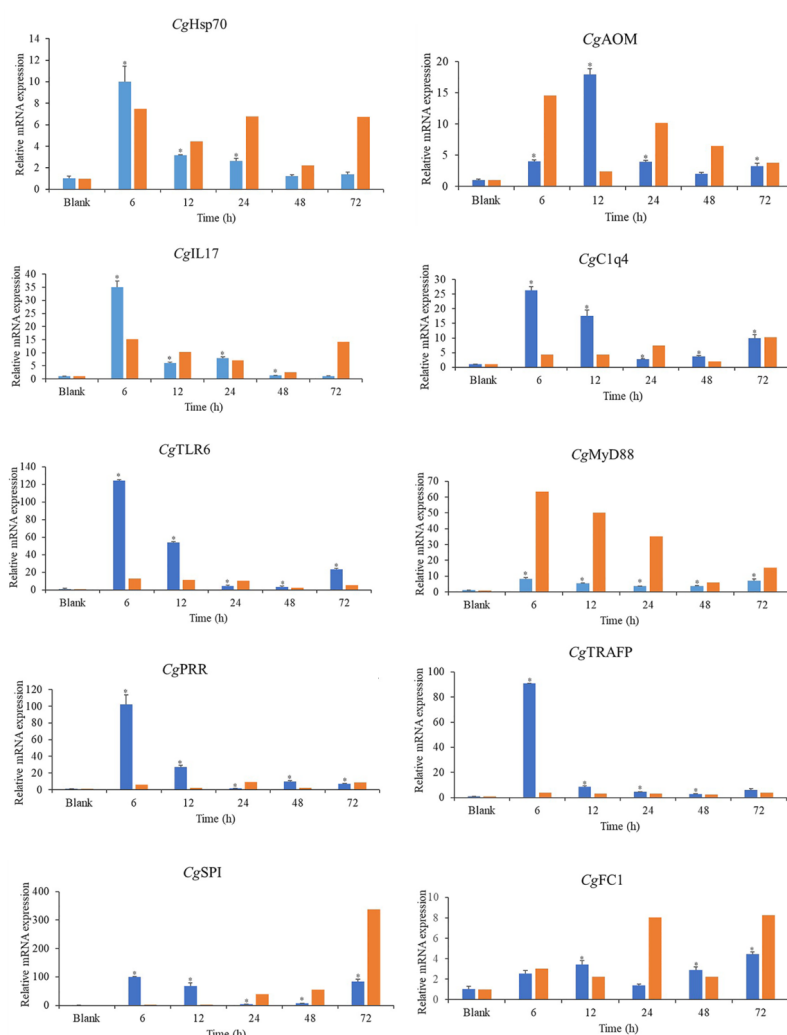 CgHsp70
Relative mRNA expression
14
12
10
8
6
4
2
0
*
*
*
Blank 6 12 24 48 72
Time (h)
CgAOM
Relative mRNA expression
20
15
10
5
0
*
*
*
*
Blank 6 12 24 48 72
Time (h)
CgIL17
Relative mRNA expression
40
35
30
25
20
15
10
5
0
*
*
*
*
Blank 6 12 24 48 72
Time (h)
CgC1q4
Relative mRNA expression
30
25
20
15
10
5
0
*
*
*
*
*
Blank 6 12 24 48 72
Time (h)
CgTLR6
Relative mRNA expression
140
120
100
80
60
40
20
0
*
*
*
*
*
Blank 6 12 24 48 72
Time (h)
CgMyD88
Relative mRNA expression
70
60
50
40
30
20
10
0
*
*
*
*
*
Blank 6 12 24 48 72
Time (h)
CgPRR
Relative mRNA expression
120
100
80
60
40
20
0
*
*
*
*
*
Blank 6 12 24 48 72
Time (h)
CgTRAFP
Relative mRNA expression
100
80
60
40
20
0
*
*
*
*
Blank 6 12 24 48 72
Time (h)
CgSPI
Relative mRNA expression
400
300
200
100
0
*
*
*
*
*
Blank 6 12 24 48 72
Time (h)
CgFC1
Relative mRNA expression
8
6
4
2
0
*
*
*
Blank 6 12 24 48 72
Time (h)